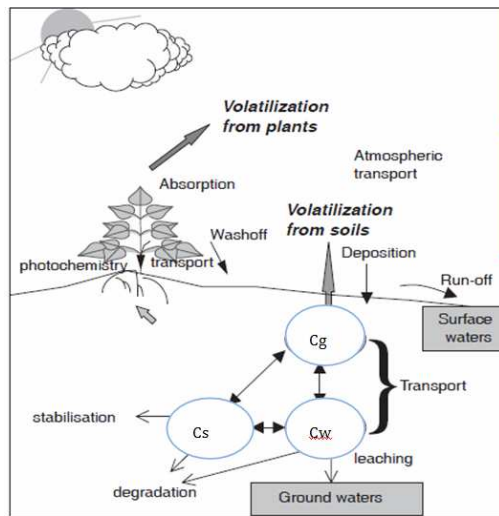 Volatilization
from plants
Absorption
Atmospheric
transport
Volatilization
from soils
Washoff
Deposition
photochemistry
transport
Run-off
Surface
waters
Cg
Transport
stabilisation
Cs
Cw
leaching
degradation
Ground waters